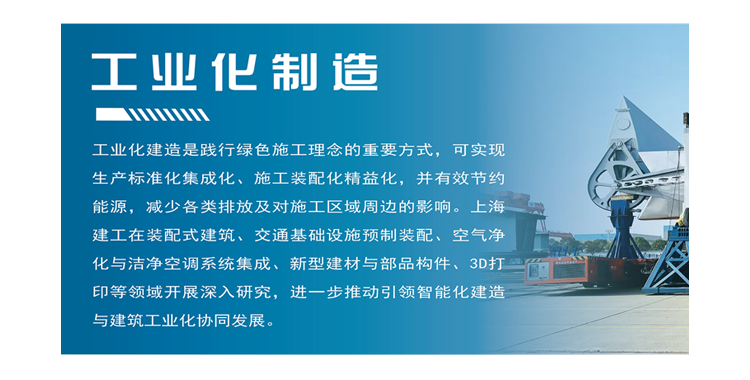 工业化制造
工业化建造是践行绿色施工理念的重要方式，可实现
生产标准化集成化、施工装配化精益化，并有效节约
能源，减少各类排放及对施工区域周边的影响。上海
建工在装配式建筑、交通基础设施预制装配、空气净
化与洁净空调系统集成、新型建材与部品构件、3D打
印等领域开展深入研究，进一步推动引领智能化建造
与建筑工业化协同发展。